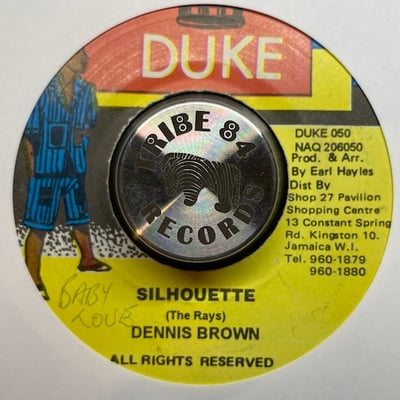 DUKE
TRIBE 84
RECORDS
DUKE 050
NAQ 206050
Prod. & Arr.
By Earl Hayles
Dist By
Shop 27 Pavilion
Shopping Centre
13 Constant Spring
Rd. Kingston 10.
Jamaica W.I.
Tel. 960-1879
960-1880
BABY
LOVE
SILHOUETTE
(The Rays)
DENNIS BROWN
ALL RIGHTS RESERVED